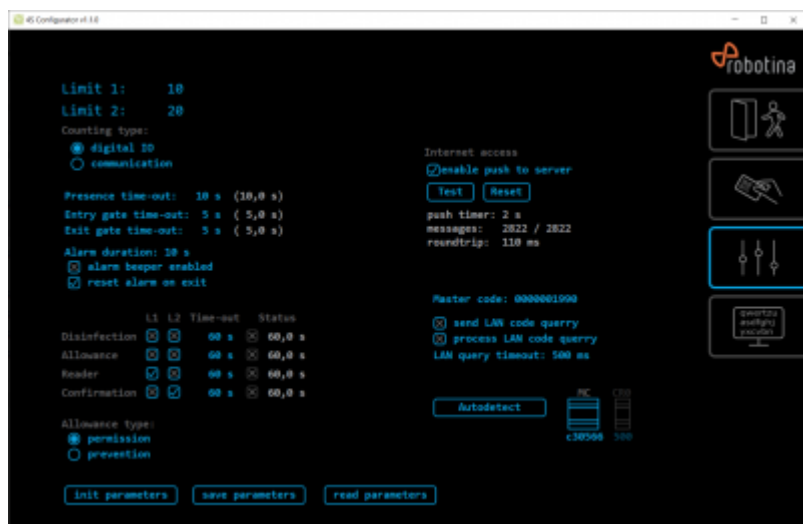 4S Configurator v1.3.0
robotina
Limit 1: 10
Limit 2: 20
Counting type:
digital IO
communication
Presence time-out: 10 s (10,0 s)
Entry gate time-out: 5 s ( 5,0 s)
Exit gate time-out: 5 s ( 5,0 s)
Alarm duration: 10 s
alarm beeper enabled
reset alarm on exit
L1 L2 Time-out Status
Disinfection 60 s 60,0 s
Allowance 60 s 60,0 s
Reader 60 s 60,0 s
Confirmation 60 s 60,0 s
Allowance type:
permission
prevention
init parameters save parameters read parameters
Internet access
enable push to server
Test Reset
push timer: 2 s
messages: 2822 / 2822
roundtrip: 110 ms
Master code: 0000001990
send LAN code querry
process LAN code querry
LAN query timeout: 500 ms
Autodetect
MC
c30566 500
qwertzu
asdfghj
yxcvbn